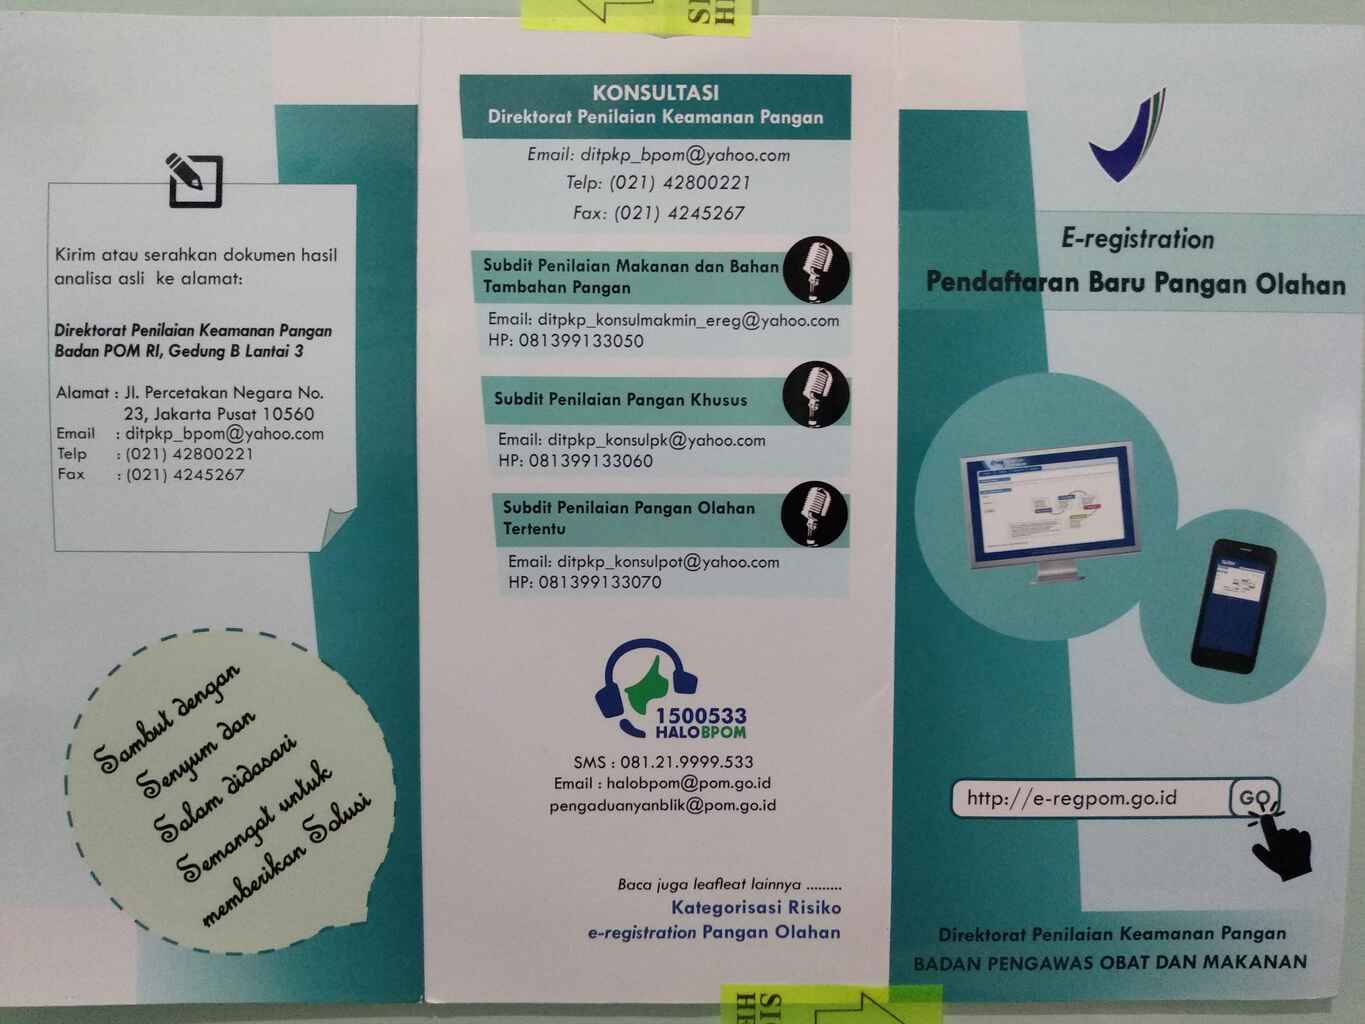 Kirim atau serahkan dokumen hasil
analisa asli ke alamat:
Direktorat Penilaian Keamanan Pangan
Badan POM RI, Gedung B Lantai 3
Alamat : Jl. Percetakan Negara No.
23, Jakarta Pusat 10560
Email : ditpkp_bpom@yahoo.com
Telp : (021) 42800221
Fax : (021) 4245267
Sambut dengan
Senyum dan
Salam didasari
Semangat untuk
memberikan Solusi
KONSULTASI
Direktorat Penilaian Keamanan Pangan
Email: ditpkp_bpom@yahoo.com
Telp: (021) 42800221
Fax: (021) 4245267
Subdit Penilaian Makanan dan Bahan
Tambahan Pangan
Email: ditpkp_konsulmakmin_ereg@yahoo.com
HP: 081399133050
Subdit Penilaian Pangan Khusus
Email: ditpkp_konsulpk@yahoo.com
HP: 081399133060
Subdit Penilaian Pangan Olahan
Tertentu
Email: ditpkp_konsulpot@yahoo.com
HP: 081399133070
1500533
HALOBPOM
SMS : 081.21.9999.533
Email : halobpom@pom.go.id
pengaduanyanblik@pom.go.id
Baca juga leafleat lainnya .........
Kategorisasi Risiko
e-registration Pangan Olahan
E-registration
Pendaftaran Baru Pangan Olahan
http://e-regpom.go.id GO
Direktorat Penilaian Keamanan Pangan
BADAN PENGAWAS OBAT DAN MAKANAN